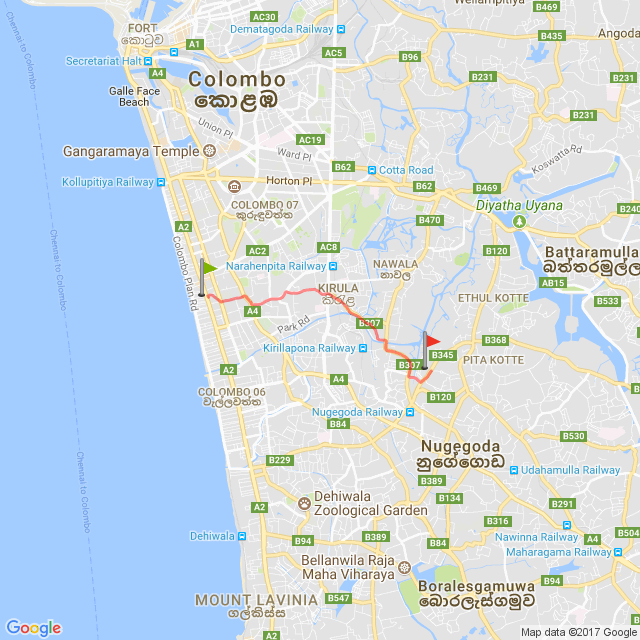 Wellampitiya
FORT
කොටුව
AC30
Dematagoda Railway
B445
B435
Angoda
A1
Secretariat Halt
A4
AC5
B96
Colombo
කොළඹ
B231
B231
Galle Face
Beach
Union Pl
B231
Gangaramaya Temple
Ward Pl
AC19
Koswatta Rd
B62
Cotta Road
Kollupitiya Railway
Horton Pl
B62
B469
B469
Diyatha Uyana
COLOMBO 07
කුරුඳුවත්ත
B470
B240
A2
AC2
AC8
B120
Battaramulla
බත්තරමුල්ල
Chennai to Colombo
Chennai to Colombo
Colombo Plan Rd
Narahenpita Railway
NAWALA
නාවල
AB15
KIRULA
කිරුළ
ETHUL KOTTE
B533
A4
Park Rd
B307
B368
Kirillapona Railway
B345
PITA KOTTE
A2
B307
A4
COLOMBO 06
වැල්ලවත්ත
B120
Nugegoda Railway
B84
Nugegoda
නුගේගොඩ
B530
B229
Udahamulla Railway
B389
Dehiwala
Zoological Garden
B134
B291
A2
B316
Chennai to Colombo
Dehiwala
B94
B389
B84
Nawinna Railway
B504
Maharagama Railway
Bellanwila Raja
Maha Viharaya
MOUNT LAVINIA
ගල්කිස්ස
B547
Boralesgamuwa
බොරලැස්ගමුව
Google
Map data ©2017 Google